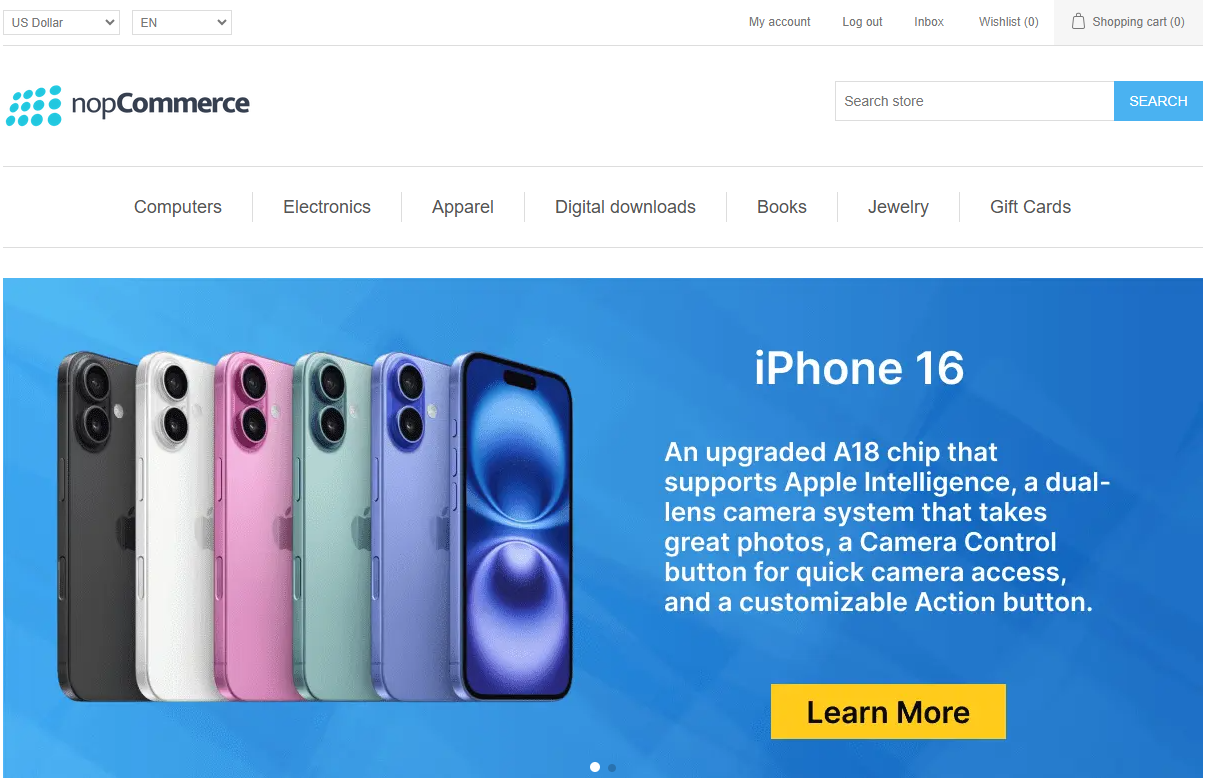 US Dollar EN My account Log out Inbox Wishlist (0) Shopping cart (0)
nopCommerce
Search store SEARCH
Computers Electronics Apparel Digital downloads Books Jewelry Gift Cards
iPhone 16
An upgraded A18 chip that
supports Apple Intelligence, a dual-
lens camera system that takes
great photos, a Camera Control
button for quick camera access,
and a customizable Action button.
Learn More